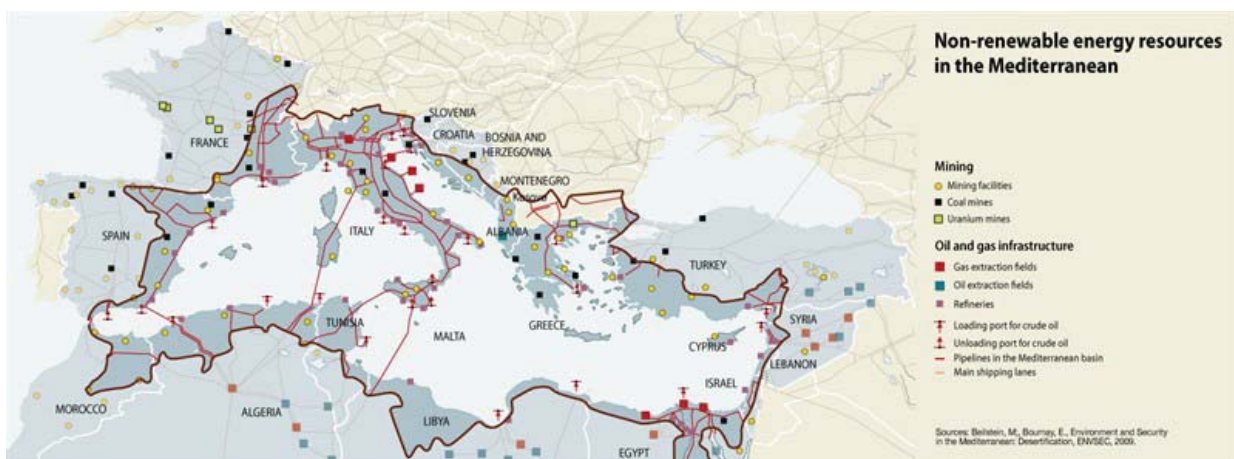 Non-renewable energy resources
in the Mediterranean
Mining
Mining facilities
Coal mines
Uranium mines
Oil and gas infrastructure
Gas extraction fields
Oil extraction fields
Refineries
Loading port for crude oil
Unloading port for crude oil
Pipelines in the Mediterranean basin
Main shipping lanes
Sources: Beilstein, M.; Bournay, E., Environment and Security
in the Mediterranean: Desertification, ENVSEC, 2009.
SLOVENIA
CROATIA
BOSNIA AND
HERZEGOVINA
FRANCE
MONTENEGRO
Kosovo
SPAIN
ITALY
ALBANIA
TURKEY
GREECE
TUNISIA
MALTA
CYPRUS
SYRIA
LEBANON
ISRAEL
MOROCCO
ALGERIA
LIBYA
EGYPT